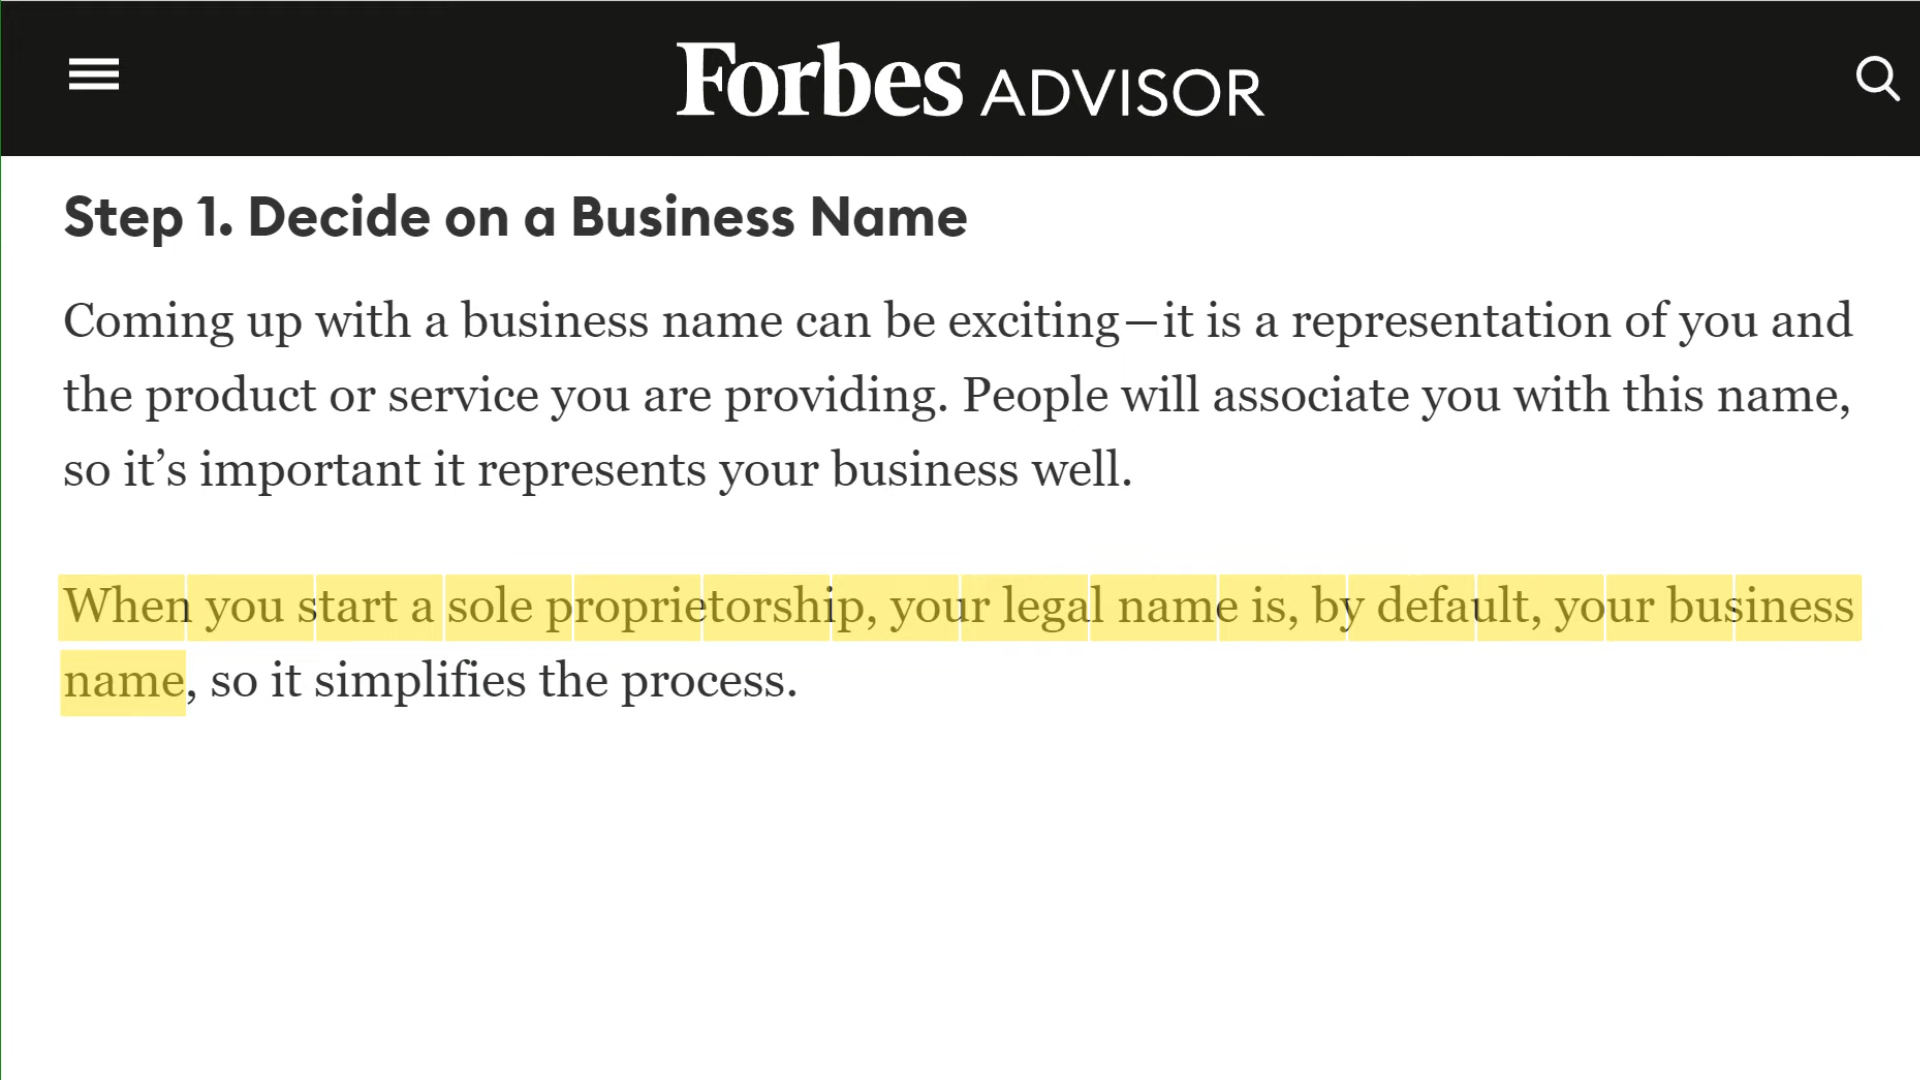 Forbes ADVISOR
Step 1. Decide on a Business Name
Coming up with a business name can be exciting—it is a representation of you and
the product or service you are providing. People will associate you with this name,
so it’s important it represents your business well.
When you start a sole proprietorship, your legal name is, by default, your business
name, so it simplifies the process.